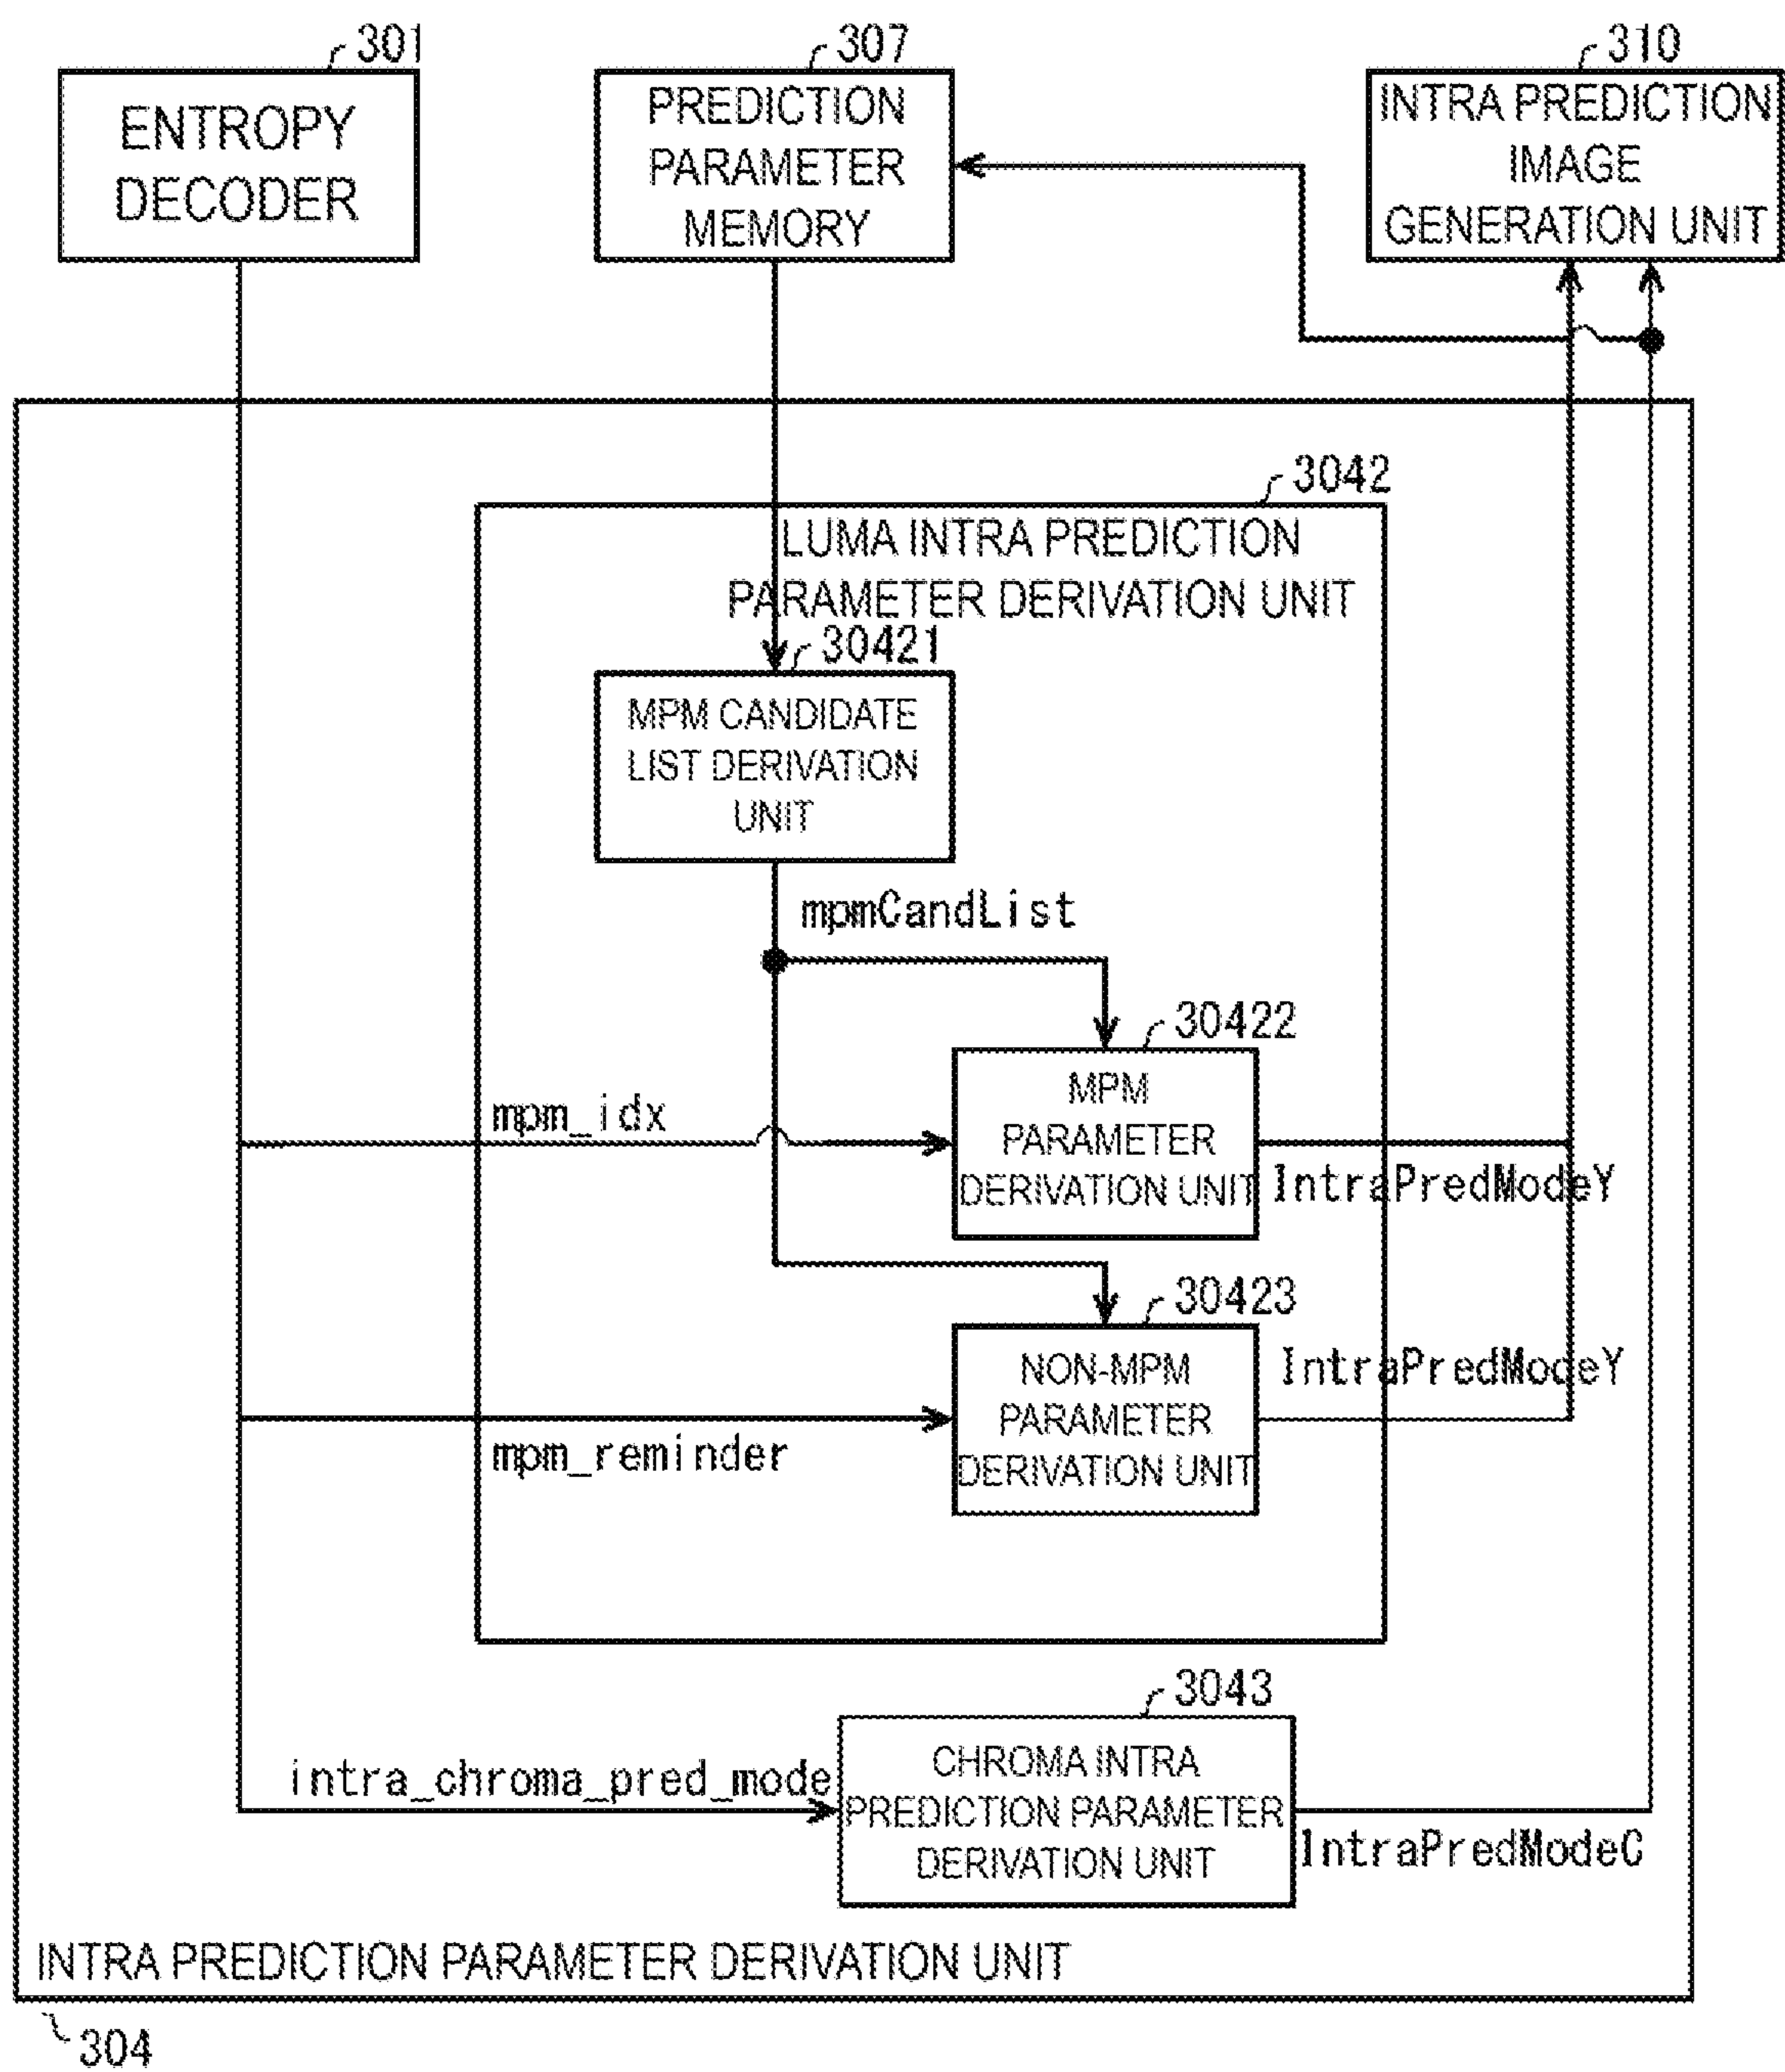 301
ENTROPY
DECODER
307
PREDICTION
PARAMETER
MEMORY
310
INTRA PREDICTION
IMAGE
GENERATION UNIT
3042
LUMA INTRA PREDICTION
PARAMETER DERIVATION UNIT
30421
MPM CANDIDATE
LIST DERIVATION
UNIT
mpmCandList
30422
mpm_idx
MPM
PARAMETER
DERIVATION UNIT
IntraPredModeY
30423
mpm_reminder
NON-MPM
PARAMETER
DERIVATION UNIT
IntraPredModeY
3043
intra_chroma_pred_mode
CHROMA INTRA
PREDICTION PARAMETER
DERIVATION UNIT
IntraPredModeC
INTRA PREDICTION PARAMETER DERIVATION UNIT
304